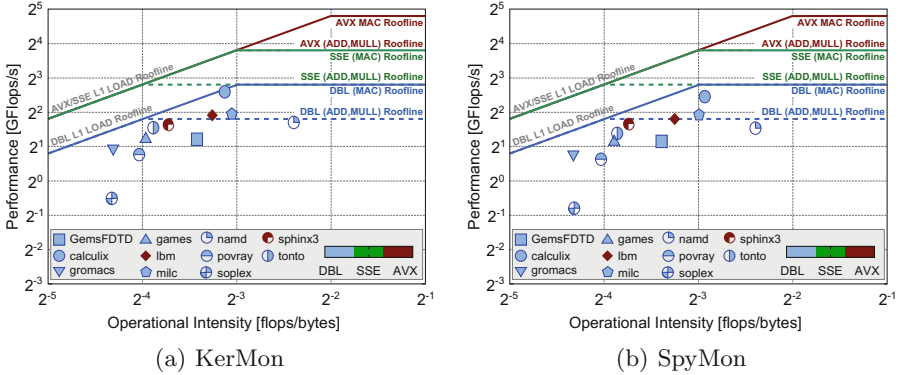 2^5
2^4
2^3
2^2
2^1
2^0
2^-1
2^-2
2^-3
Performance [GFlops/s]
AVX MAC Roofline
AVX (ADD,MULL) Roofline
SSE (MAC) Roofline
SSE (ADD,MULL) Roofline
DBL (MAC) Roofline
DBL (ADD,MULL) Roofline
AVX/SSE L1 LOAD Roofline
DBL L1 LOAD Roofline
GemsFDTD games namd sphinx3
calculix lbm povray tonto
gromacs milc soplex
DBL SSE AVX
2^-5 2^-4 2^-3 2^-2 2^-1
Operational Intensity [flops/bytes]
(a) KerMon
2^5
2^4
2^3
2^2
2^1
2^0
2^-1
2^-2
2^-3
Performance [GFlops/s]
AVX MAC Roofline
AVX (ADD,MULL) Roofline
SSE (MAC) Roofline
SSE (ADD,MULL) Roofline
DBL (MAC) Roofline
DBL (ADD,MULL) Roofline
AVX/SSE L1 LOAD Roofline
DBL L1 LOAD Roofline
GemsFDTD games namd sphinx3
calculix lbm povray tonto
gromacs milc soplex
DBL SSE AVX
2^-5 2^-4 2^-3 2^-2 2^-1
Operational Intensity [flops/bytes]
(b) SpyMon